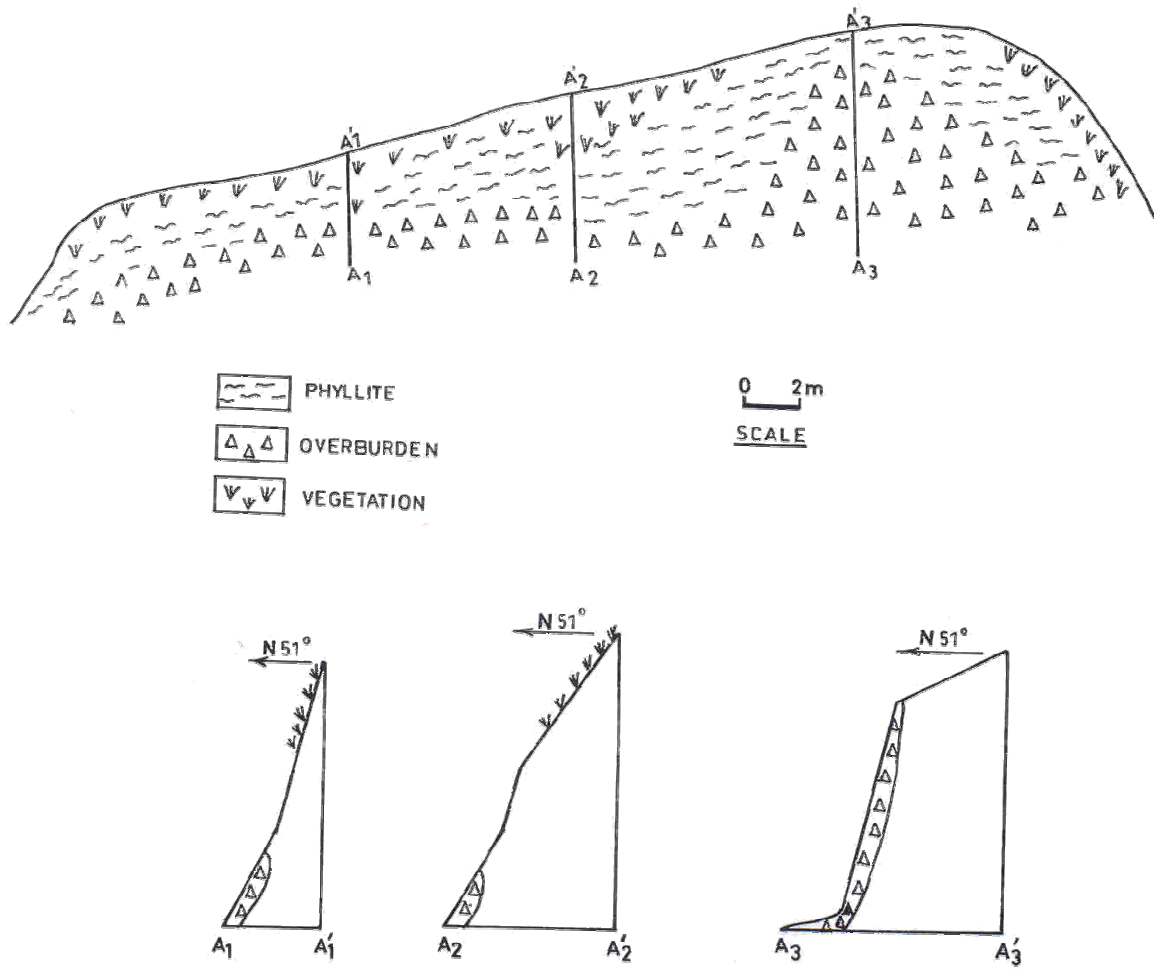 A'3
A'2
A'1
A1
A2
A3
PHYLLITE
OVERBURDEN
VEGETATION
0 2m
SCALE
N 51°
N 51°
N 51°
A1 A'1
A2 A'2
A3 A'3